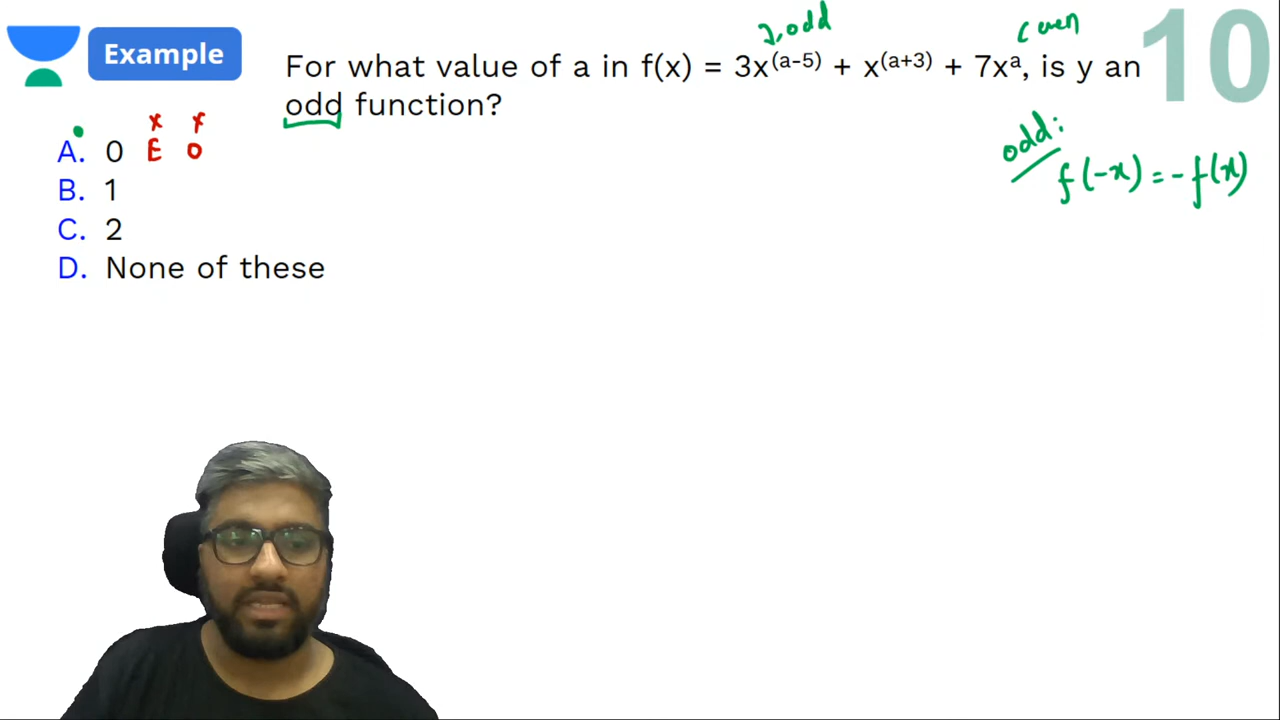 Example
, odd
even
10
For what value of a in f(x) = 3x^(a-5) + x^(a+3) + 7x^a, is y an
odd function?
x x
A. 0 E O
B. 1
C. 2
D. None of these
odd:
f(-x) = -f(x)